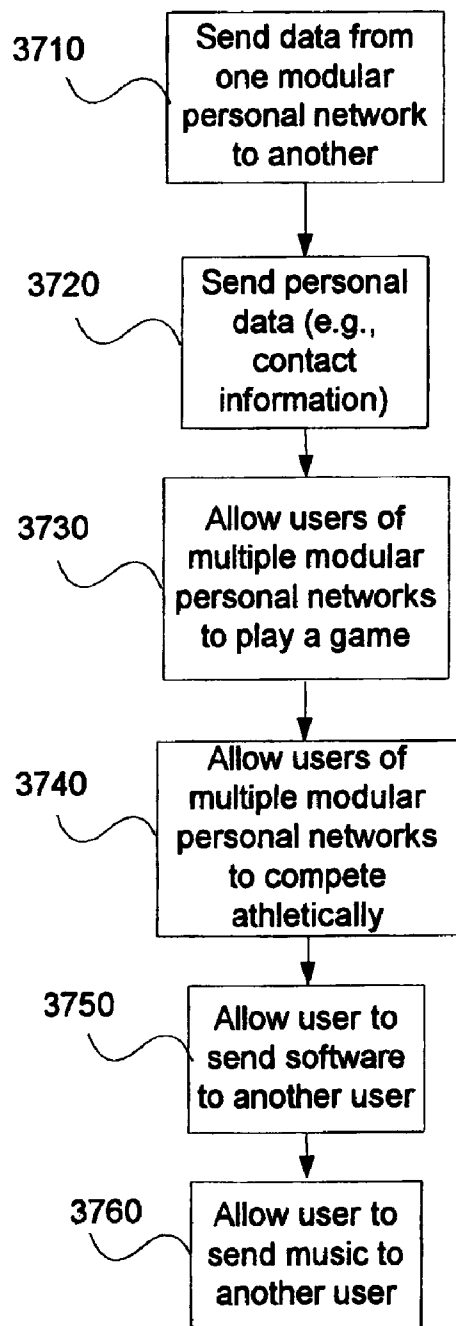 3710
Send data from
one modular
personal network
to another
3720
Send personal
data (e.g.,
contact
information)
3730
Allow users of
multiple modular
personal networks
to play a game
3740
Allow users of
multiple modular
personal networks
to compete
athletically
3750
Allow user to
send software
to another user
3760
Allow user to
send music to
another user